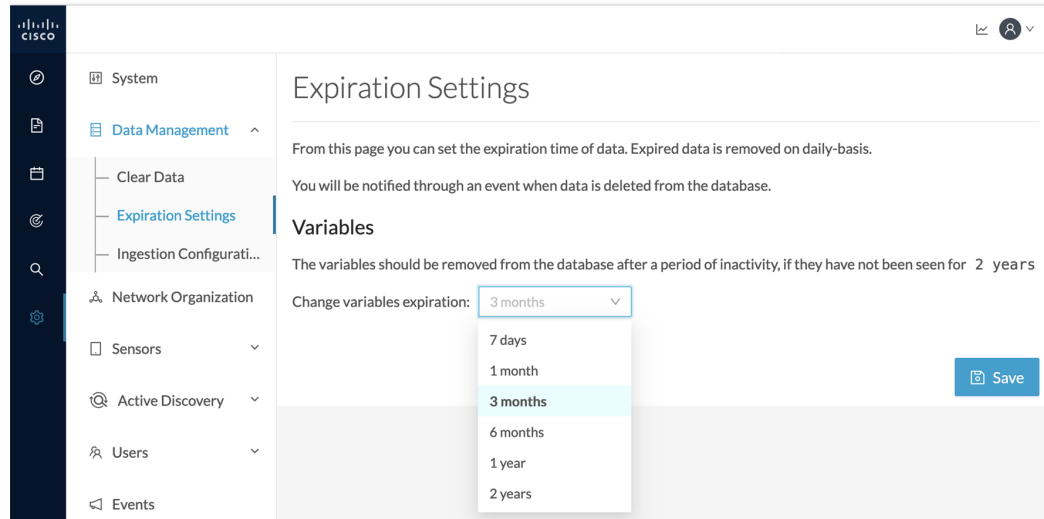 CISCO
System
Data Management
Clear Data
Expiration Settings
Ingestion Configurati...
Network Organization
Sensors
Active Discovery
Users
Events
Expiration Settings
From this page you can set the expiration time of data. Expired data is removed on daily-basis.
You will be notified through an event when data is deleted from the database.
Variables
The variables should be removed from the database after a period of inactivity, if they have not been seen for 2 years
Change variables expiration: 3 months
7 days
1 month
3 months
6 months
1 year
2 years
Save